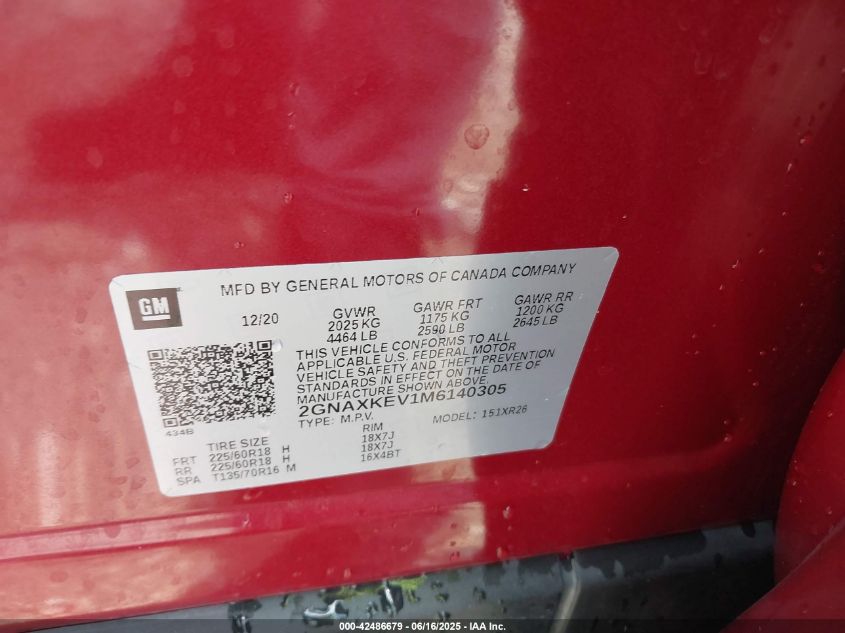 MFD BY GENERAL MOTORS OF CANADA COMPANY
GM
12/20
GVWR GAWR FRT GAWR RR
2025 KG 1175 KG 1200 KG
4464 LB 2590 LB 2645 LB
THIS VEHICLE CONFORMS TO ALL
APPLICABLE U.S. FEDERAL MOTOR
VEHICLE SAFETY AND THEFT PREVENTION
STANDARDS IN EFFECT ON THE DATE OF
MANUFACTURE SHOWN ABOVE.
2GNAXKEV1M6140305
TYPE: M.P.V. MODEL: 151XR26
434B
TIRE SIZE RIM
FRT 225/60R18 H 18X7J
RR 225/60R18 H 18X7J
SPA T135/70R16 M 16X4BT
000-42486679 - 06/16/2025 - IAA Inc.